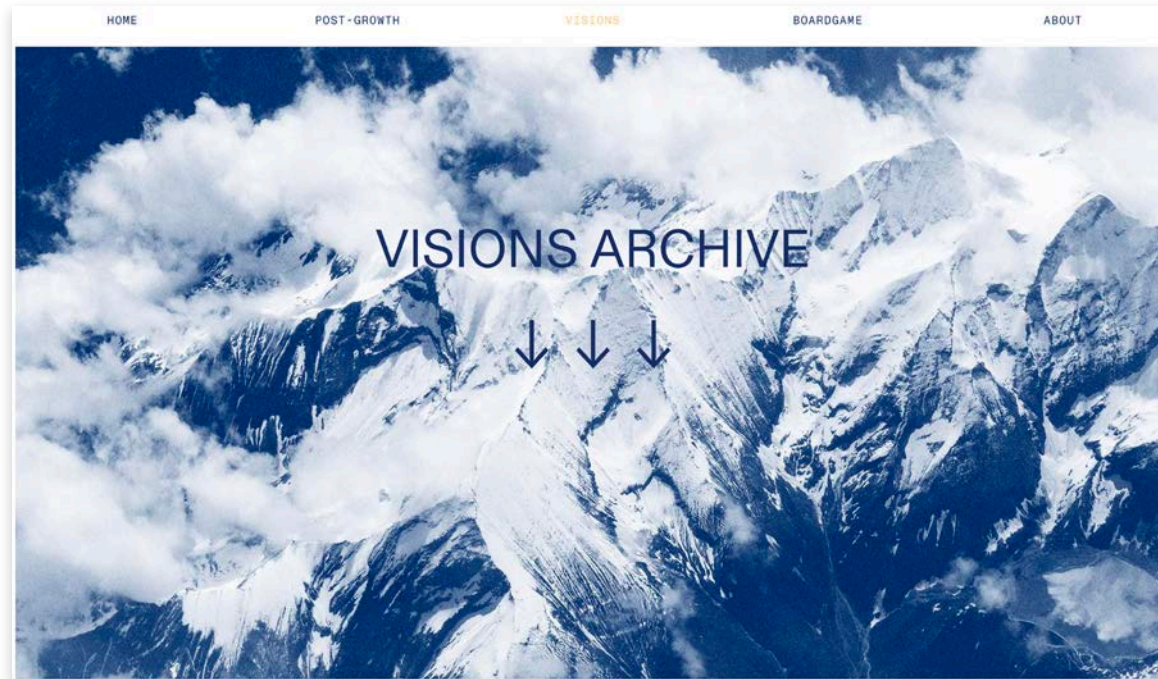 HOME POST-GROWTH VISIONS BOARDGAME ABOUT
VISIONS ARCHIVE
↓ ↓ ↓